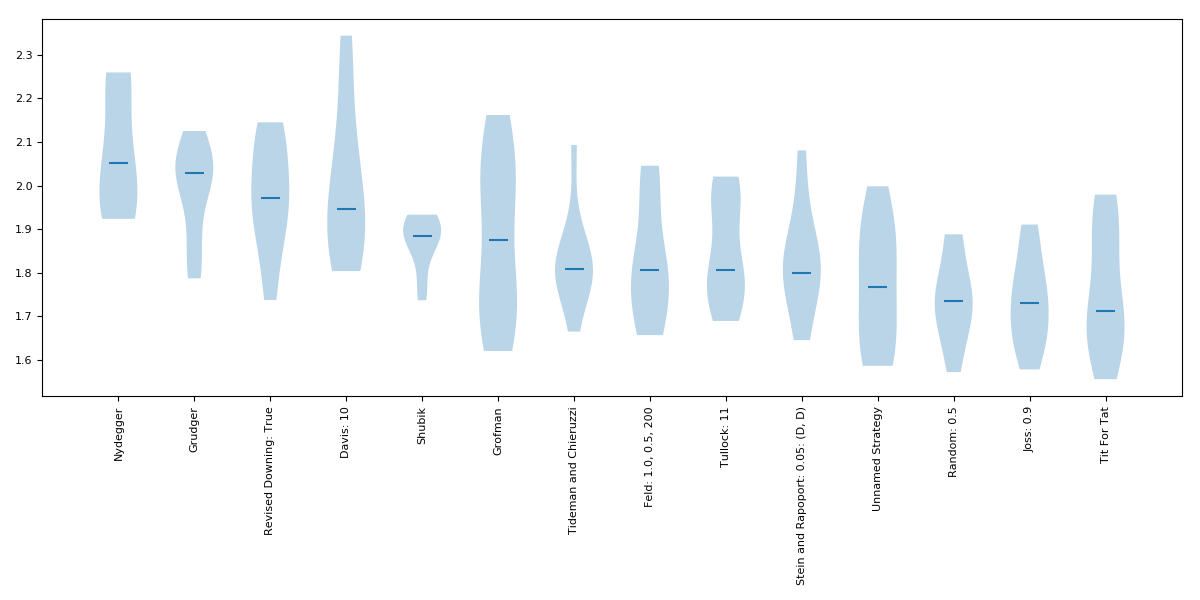 2.3
2.2
2.1
2.0
1.9
1.8
1.7
1.6
Nydegger
Grudger
Revised Downing: True
Davis: 10
Shubik
Grofman
Tideman and Chieruzzi
Feld: 1.0, 0.5, 200
Tullock: 11
Stein and Rapoport: 0.05: (D, D)
Unnamed Strategy
Random: 0.5
Joss: 0.9
Tit For Tat